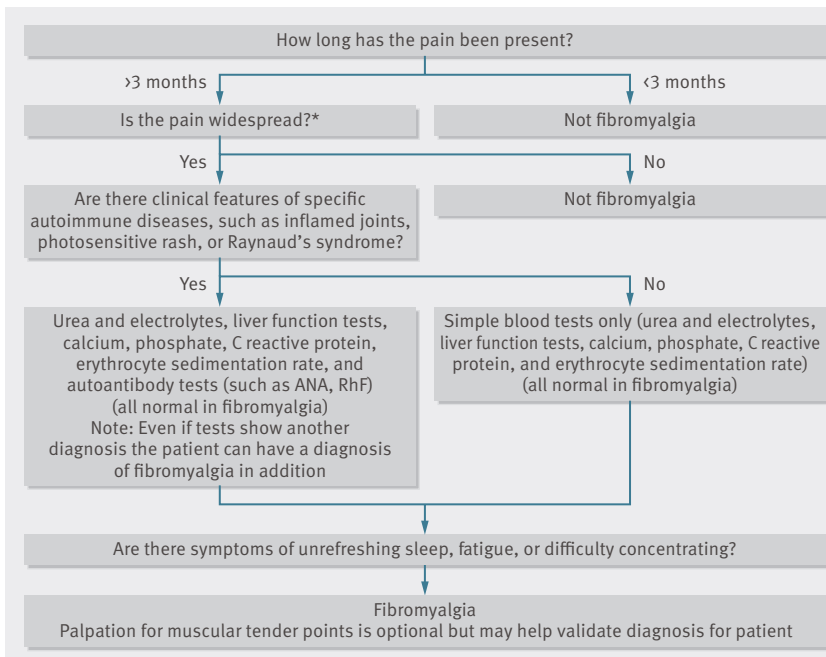 How long has the pain been present?
>3 months
<3 months
Is the pain widespread?*
Not fibromyalgia
Yes
No
Are there clinical features of specific
autoimmune diseases, such as inflamed joints,
photosensitive rash, or Raynaud's syndrome?
Not fibromyalgia
Yes
No
Urea and electrolytes, liver function tests,
calcium, phosphate, C reactive protein,
erythrocyte sedimentation rate, and
autoantibody tests (such as ANA, RhF)
(all normal in fibromyalgia)
Note: Even if tests show another
diagnosis the patient can have a diagnosis
of fibromyalgia in addition
Simple blood tests only (urea and electrolytes,
liver function tests, calcium, phosphate, C reactive
protein, and erythrocyte sedimentation rate)
(all normal in fibromyalgia)
Are there symptoms of unrefreshing sleep, fatigue, or difficulty concentrating?
Fibromyalgia
Palpation for muscular tender points is optional but may help validate diagnosis for patient